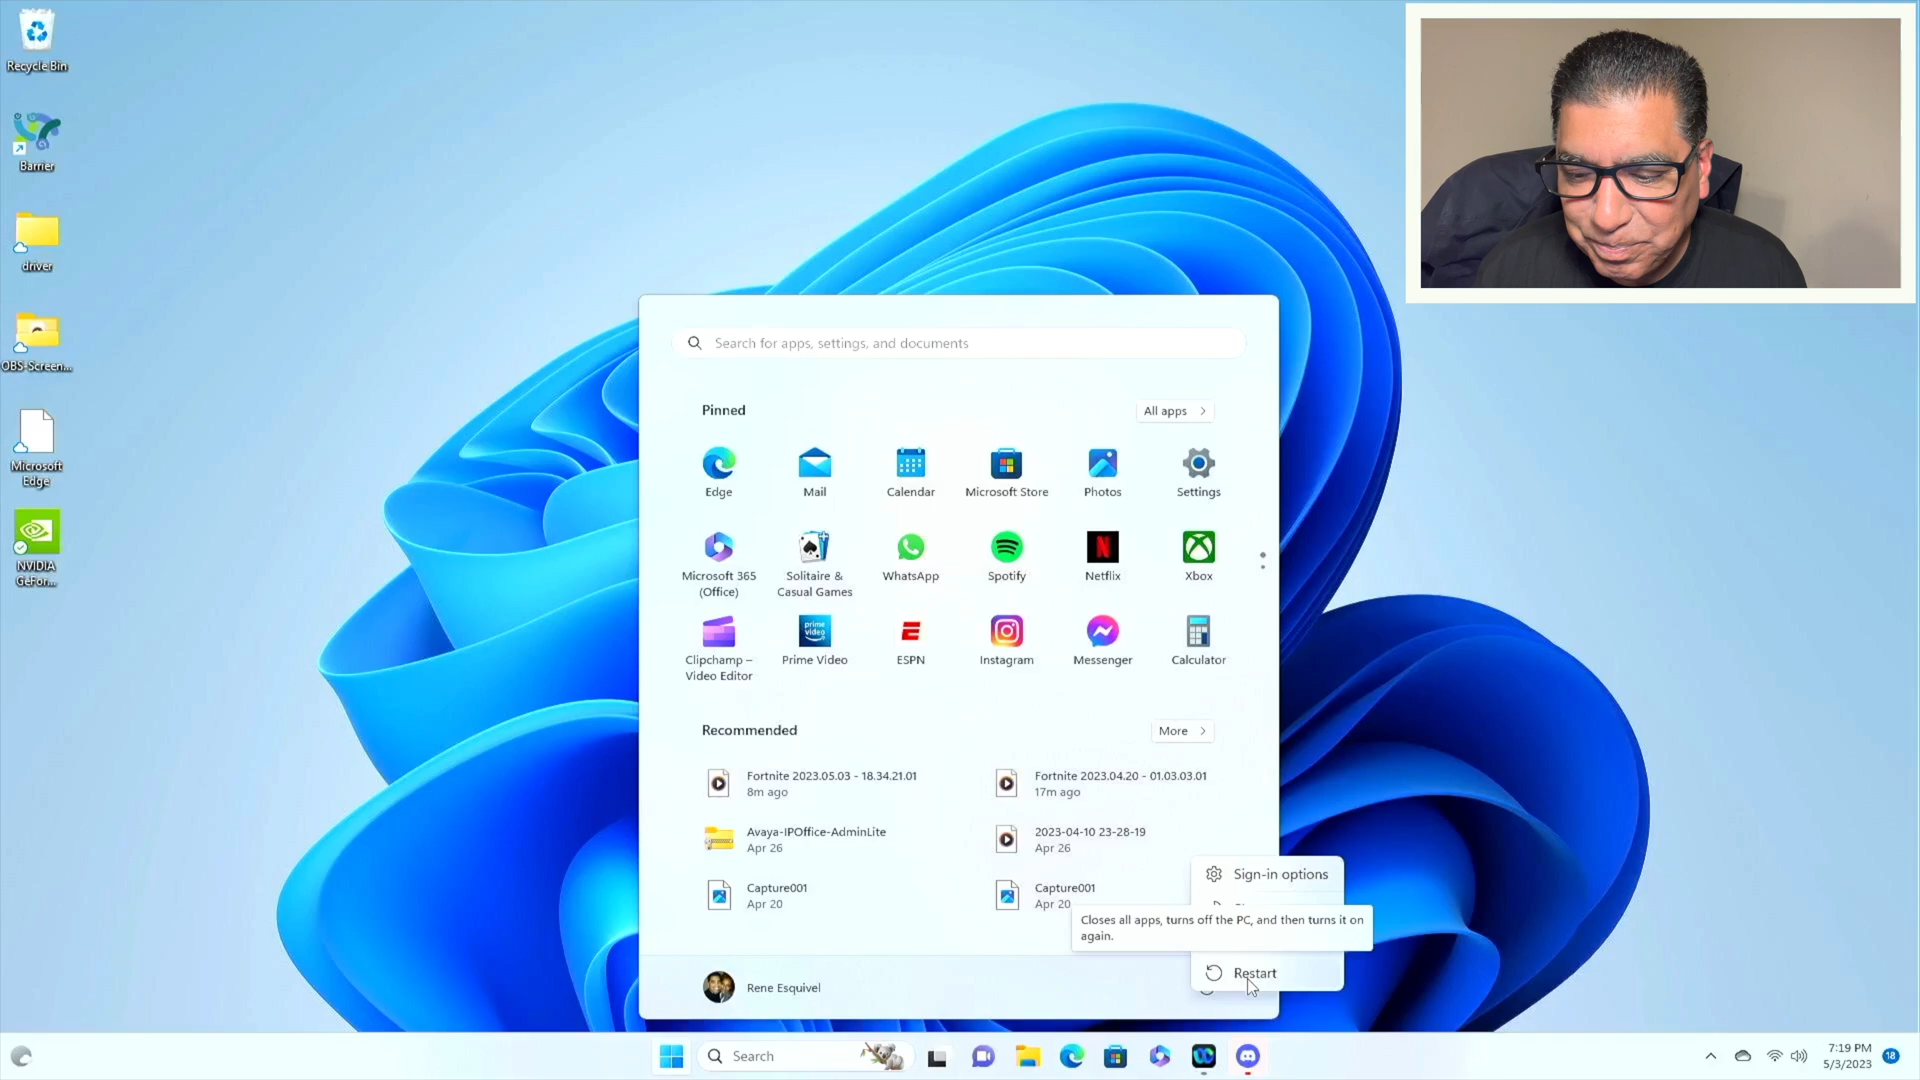 Recycle Bin
Barrier
driver
OBS-Screen...
Microsoft
Edge
NVIDIA
GeFor...
Search for apps, settings, and documents
Pinned
All apps
Edge
Mail
Calendar
Microsoft Store
Photos
Settings
Microsoft 365
(Office)
Solitaire &
Casual Games
WhatsApp
Spotify
Netflix
Xbox
Clipchamp –
Video Editor
prime
video
Prime Video
ESPN
Instagram
Messenger
Calculator
Recommended
More
Fortnite 2023.05.03 - 18.34.21.01
8m ago
Fortnite 2023.04.20 - 01.03.03.01
17m ago
Avaya-IPOffice-AdminLite
Apr 26
2023-04-10 23-28-19
Apr 26
Capture001
Apr 20
Capture001
Apr 20
Sign-in options
Closes all apps, turns off the PC, and then turns it on
again.
Restart
Rene Esquivel
Search
7:19 PM
5/3/2023
18